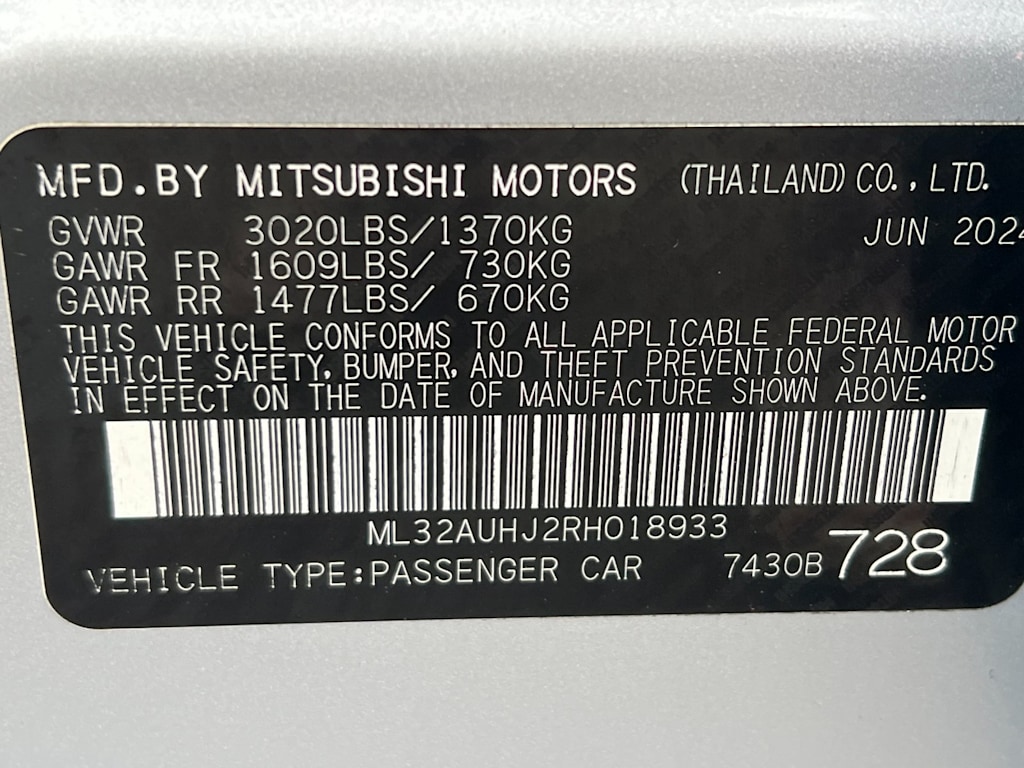 MFD.BY MITSUBISHI MOTORS (THAILAND) CO., LTD.
GVWR 3020LBS/1370KG JUN 2024
GAWR FR 1609LBS/ 730KG
GAWR RR 1477LBS/ 670KG
THIS VEHICLE CONFORMS TO ALL APPLICABLE FEDERAL MOTOR
VEHICLE SAFETY, BUMPER, AND THEFT PREVENTION STANDARDS
IN EFFECT ON THE DATE OF MANUFACTURE SHOWN ABOVE.
ML32AUHJ2RH018933
VEHICLE TYPE:PASSENGER CAR 7430B 728